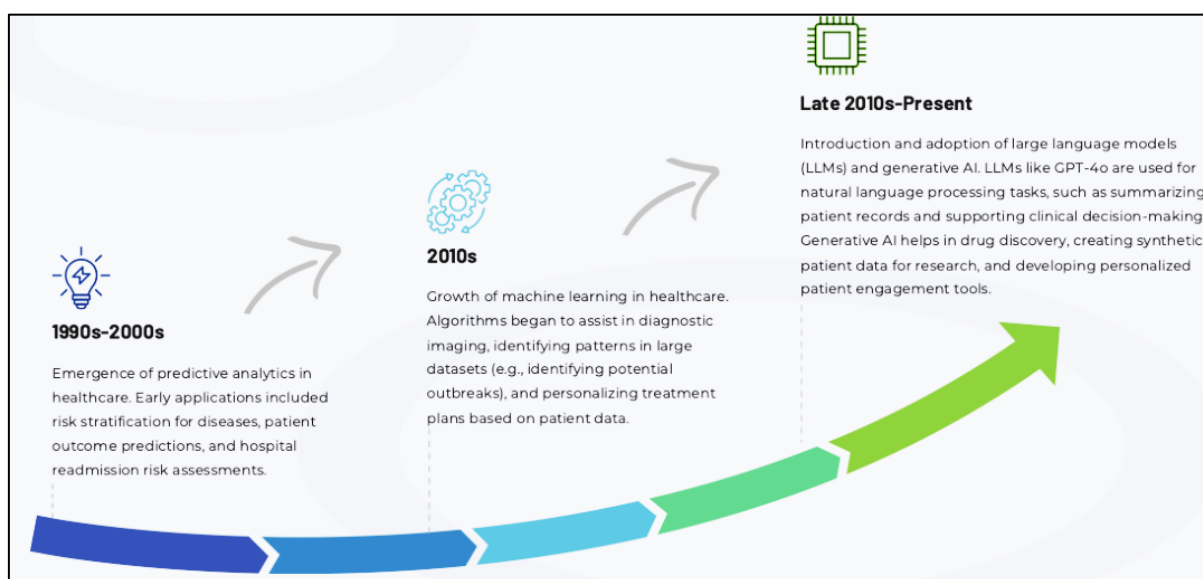 1990s-2000s
Emergence of predictive analytics in
healthcare. Early applications included
risk stratification for diseases, patient
outcome predictions, and hospital
readmission risk assessments.
2010s
Growth of machine learning in healthcare.
Algorithms began to assist in diagnostic
imaging, identifying patterns in large
datasets (e.g., identifying potential
outbreaks), and personalizing treatment
plans based on patient data.
Late 2010s-Present
Introduction and adoption of large language models
(LLMs) and generative AI. LLMs like GPT-4o are used for
natural language processing tasks, such as summarizing
patient records and supporting clinical decision-making
Generative AI helps in drug discovery, creating synthetic
patient data for research, and developing personalized
patient engagement tools.